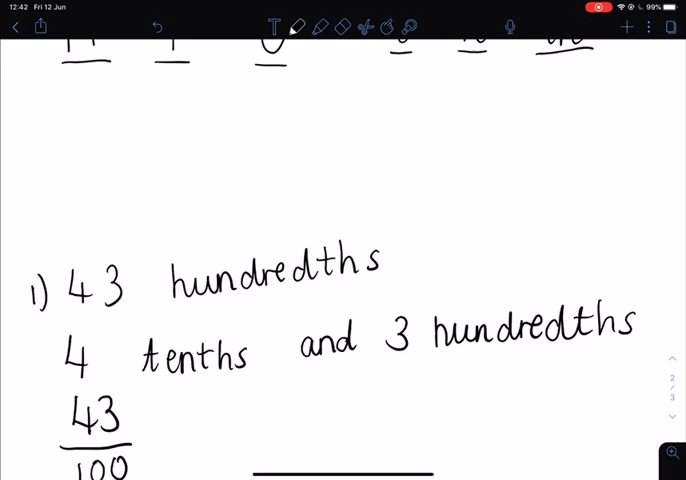 12:42 Fri 12 Jun 99%
1) 43 hundredths
4 tenths and 3 hundredths
43
100
2
/
3